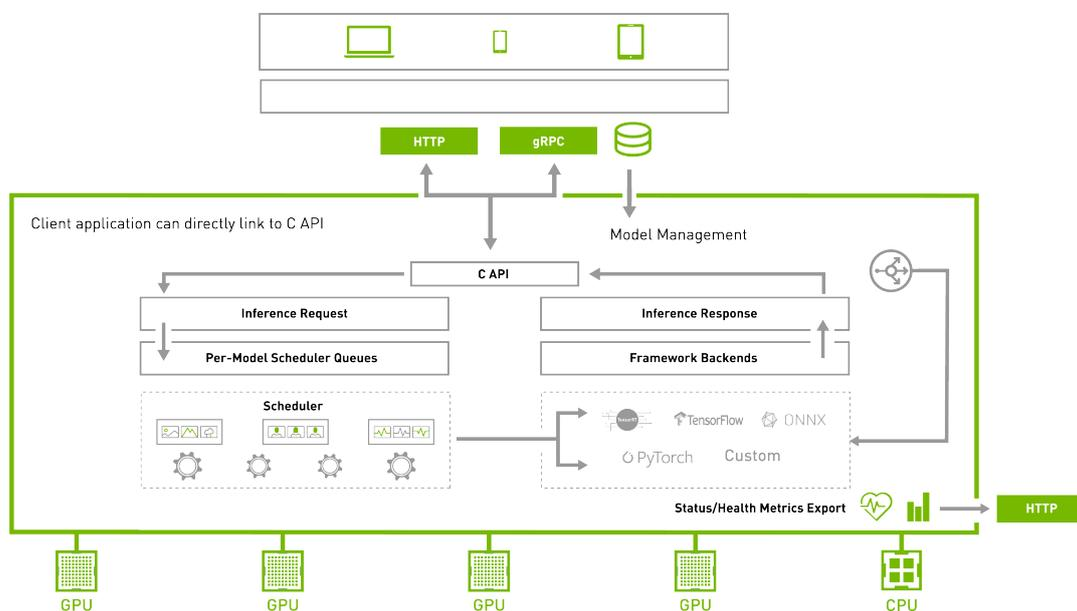 HTTP
gRPC
Client application can directly link to C API
Model Management
C API
Inference Request
Inference Response
Per-Model Scheduler Queues
Framework Backends
Scheduler
TensorRT
TensorFlow
ONNX
PyTorch
Custom
Status/Health Metrics Export
HTTP
GPU
GPU
GPU
GPU
CPU